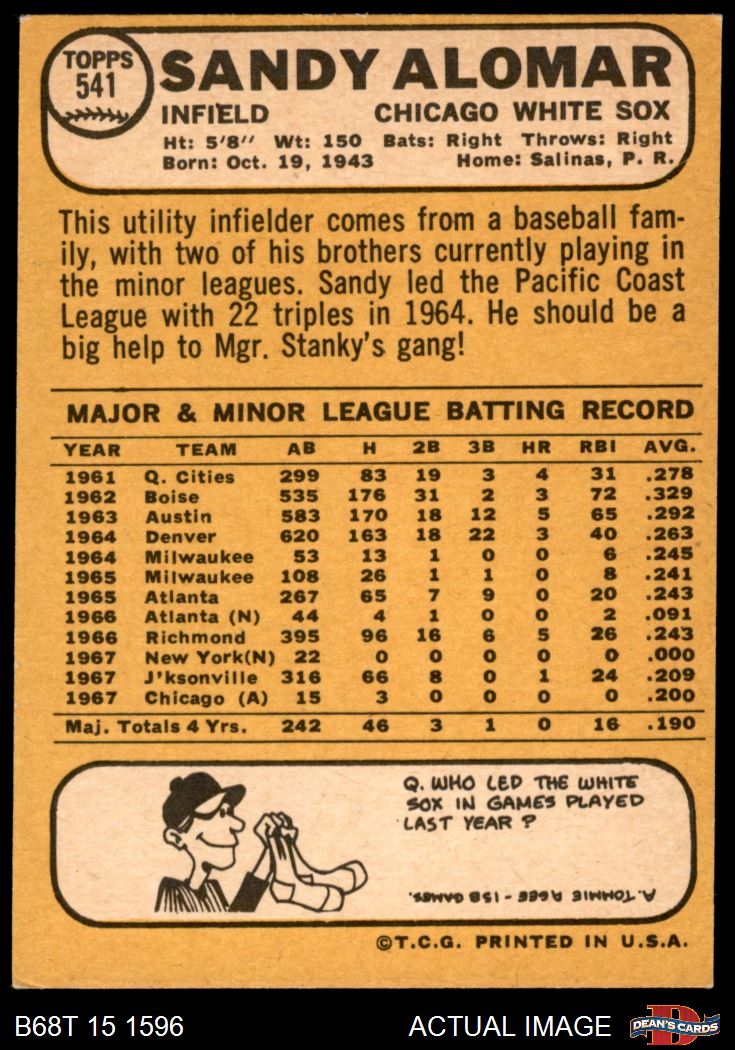 TOPPS
541
SANDY ALOMAR
INFIELD CHICAGO WHITE SOX
Ht: 5'8" Wt: 150 Bats: Right Throws: Right
Born: Oct. 19, 1943 Home: Salinas, P. R.
This utility infielder comes from a baseball fam-
ily, with two of his brothers currently playing in
the minor leagues. Sandy led the Pacific Coast
League with 22 triples in 1964. He should be a
big help to Mgr. Stanky's gang!
MAJOR & MINOR LEAGUE BATTING RECORD
YEAR TEAM AB H 2B 3B HR RBI AVG.
1961 Q. Cities 299 83 19 3 4 31 .278
1962 Boise 535 176 31 2 3 72 .329
1963 Austin 583 170 18 12 5 65 .292
1964 Denver 620 163 18 22 3 40 .263
1964 Milwaukee 53 13 1 0 0 6 .245
1965 Milwaukee 108 26 1 1 0 8 .241
1965 Atlanta 267 65 7 9 0 20 .243
1966 Atlanta (N) 44 4 1 0 0 2 .091
1966 Richmond 395 96 16 6 5 26 .243
1967 New York(N) 22 0 0 0 0 0 .000
1967 J'ksonville 316 66 8 0 1 24 .209
1967 Chicago (A) 15 3 0 0 0 0 .200
Maj. Totals 4 Yrs. 242 46 3 1 0 16 .190
Q. WHO LED THE WHITE
SOX IN GAMES PLAYED
LAST YEAR ?
A. TOMMIE AGEE - 158 GAMES.
©T.C.G. PRINTED IN U.S.A.
B68T 15 1596 ACTUAL IMAGE D DEAN'S CARDS